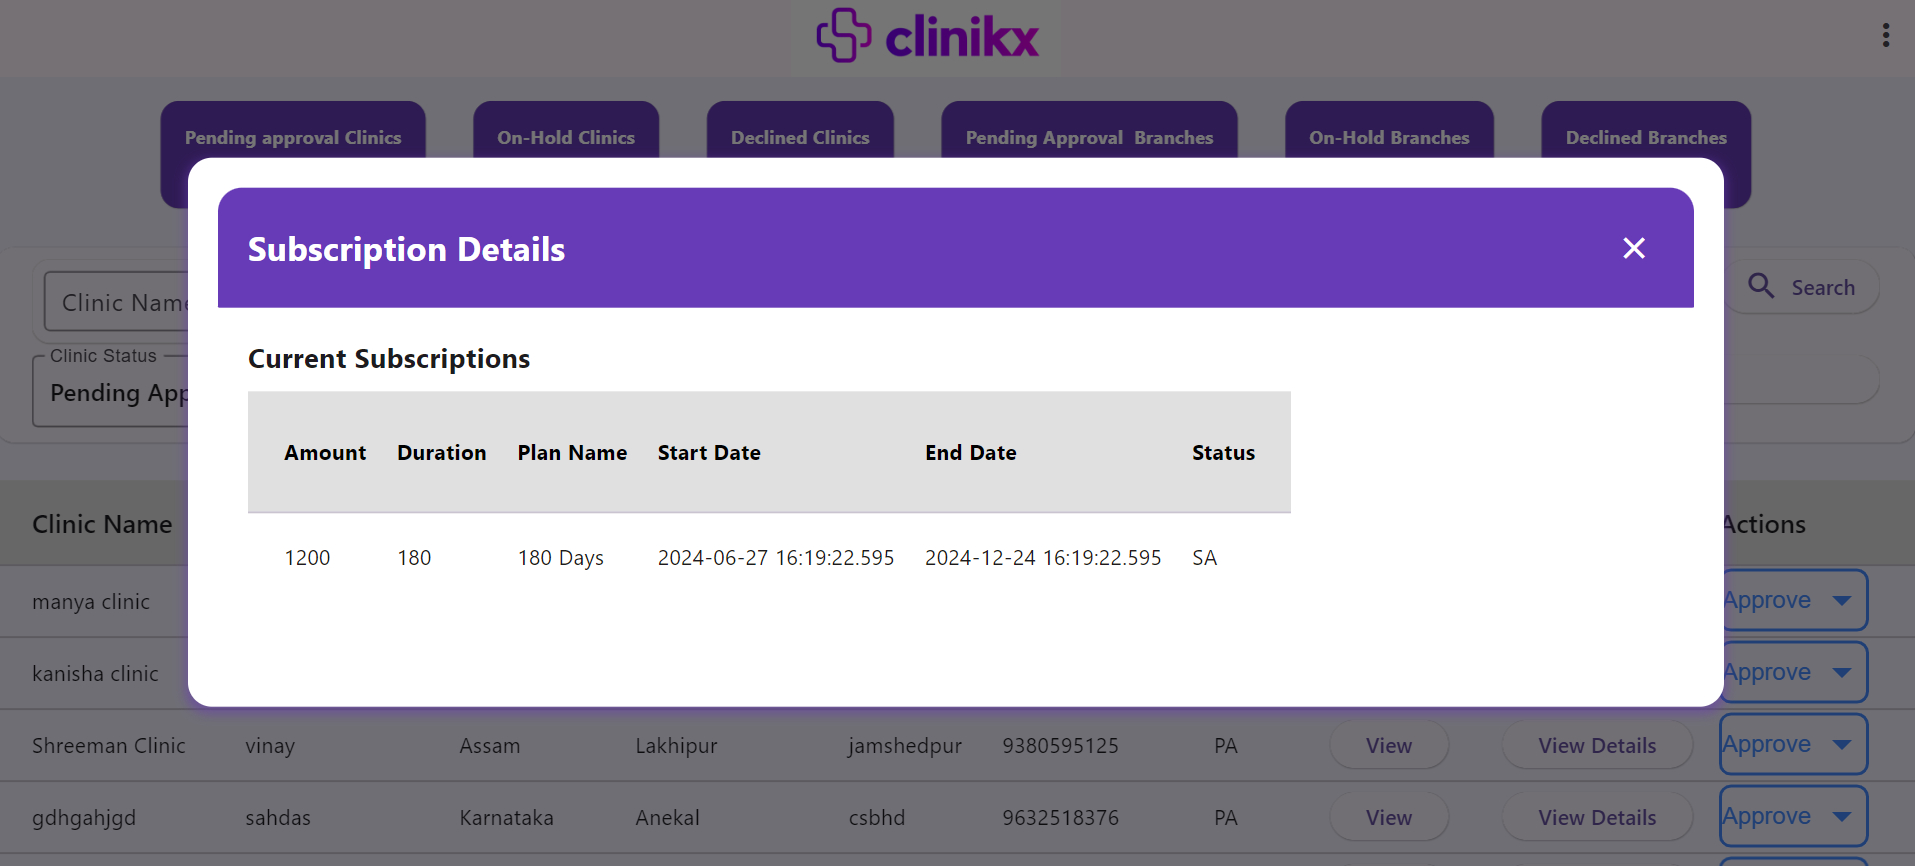 clinikx
Pending approval Clinics On-Hold Clinics Declined Clinics Pending Approval Branches On-Hold Branches Declined Branches
Subscription Details
Clinic Name
Search
Clinic Status
Pending App
Current Subscriptions
Amount Duration Plan Name Start Date End Date Status
1200 180 180 Days 2024-06-27 16:19:22.595 2024-12-24 16:19:22.595 SA
Clinic Name Actions
manya clinic Approve
kanisha clinic Approve
Shreeman Clinic vinay Assam Lakhipur jamshedpur 9380595125 PA View View Details Approve
gdhgahjgd sahdas Karnataka Anekal csbhd 9632518376 PA View View Details Approve